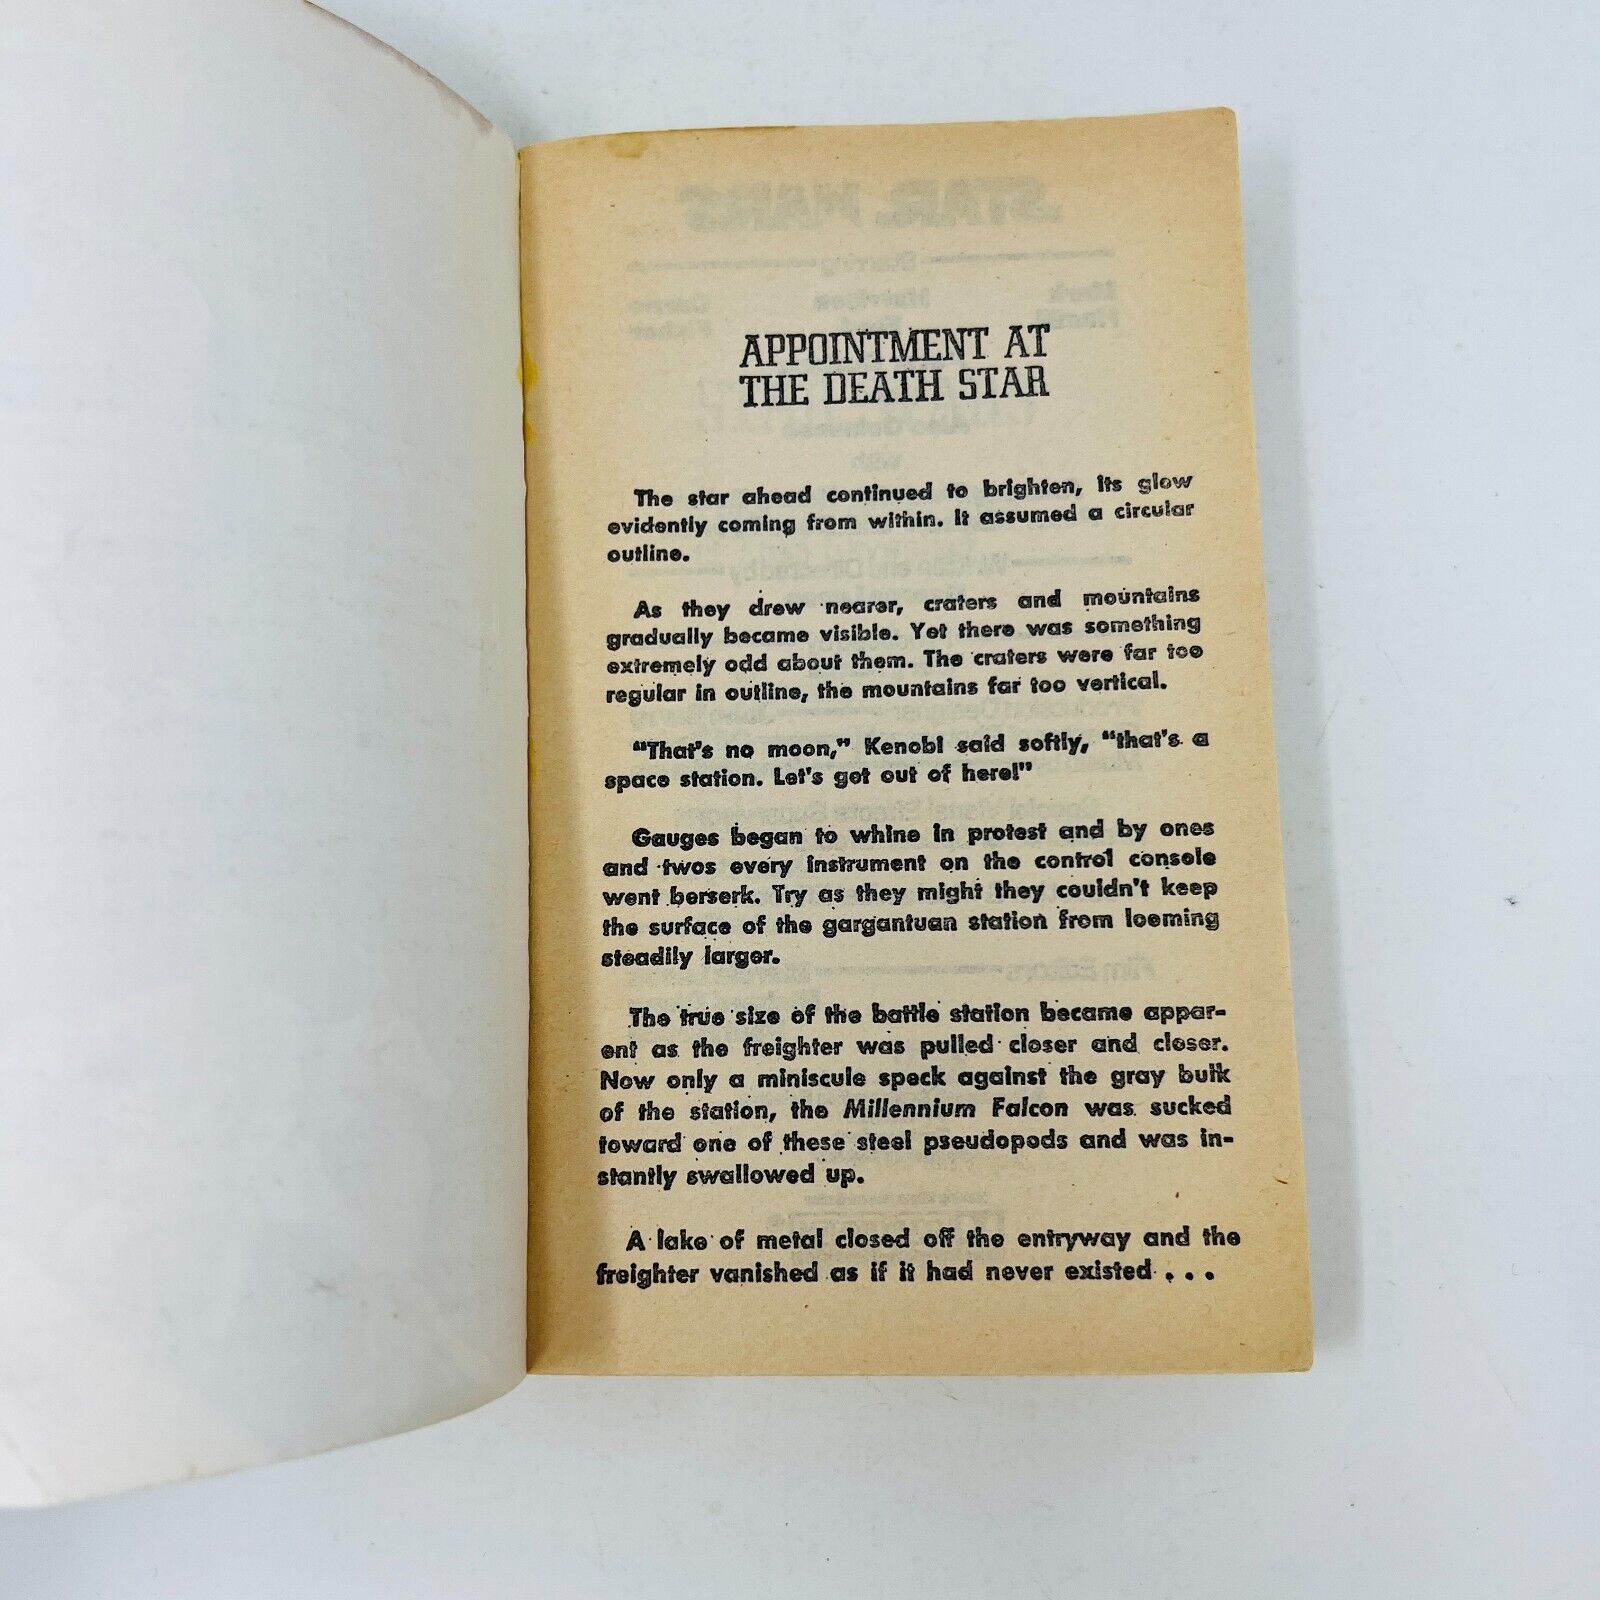 APPOINTMENT AT
THE DEATH STAR
The star ahead continued to brighten, its glow
evidently coming from within. It assumed a circular
outline.
As they drew nearer, craters and mountains
gradually became visible. Yet there was something
extremely odd about them. The craters were far too
regular in outline, the mountains far too vertical.
"That's no moon," Kenobi said softly, "that's a
space station. Let's get out of here!"
Gauges began to whine in protest and by ones
and twos every instrument on the control console
went berserk. Try as they might they couldn't keep
the surface of the gargantuan station from looming
steadily larger.
The true size of the battle station became appar-
ent as the freighter was pulled closer and closer.
Now only a miniscule speck against the gray bulk
of the station, the Millennium Falcon was sucked
toward one of these steel pseudopods and was in-
stantly swallowed up.
A lake of metal closed off the entryway and the
freighter vanished as if it had never existed . . .